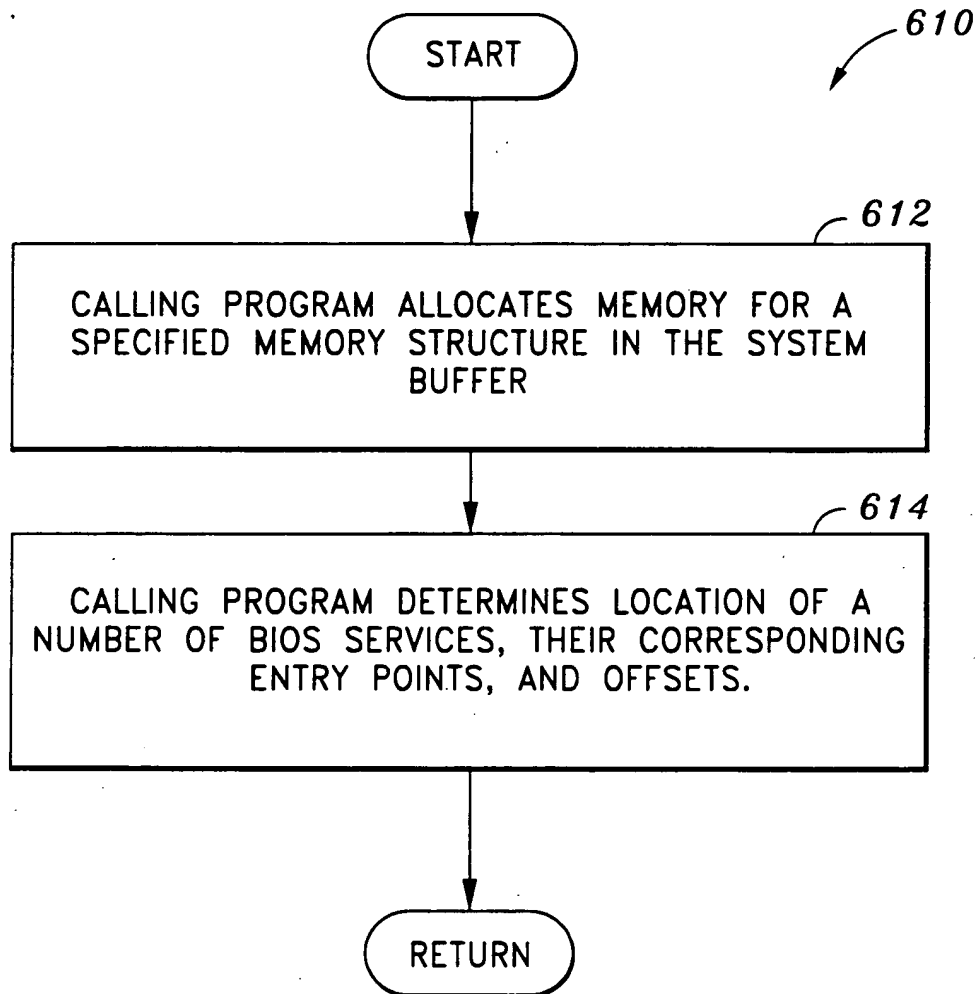 610
START
612
CALLING PROGRAM ALLOCATES MEMORY FOR A
SPECIFIED MEMORY STRUCTURE IN THE SYSTEM
BUFFER
614
CALLING PROGRAM DETERMINES LOCATION OF A
NUMBER OF BIOS SERVICES, THEIR CORRESPONDING
ENTRY POINTS, AND OFFSETS.
RETURN